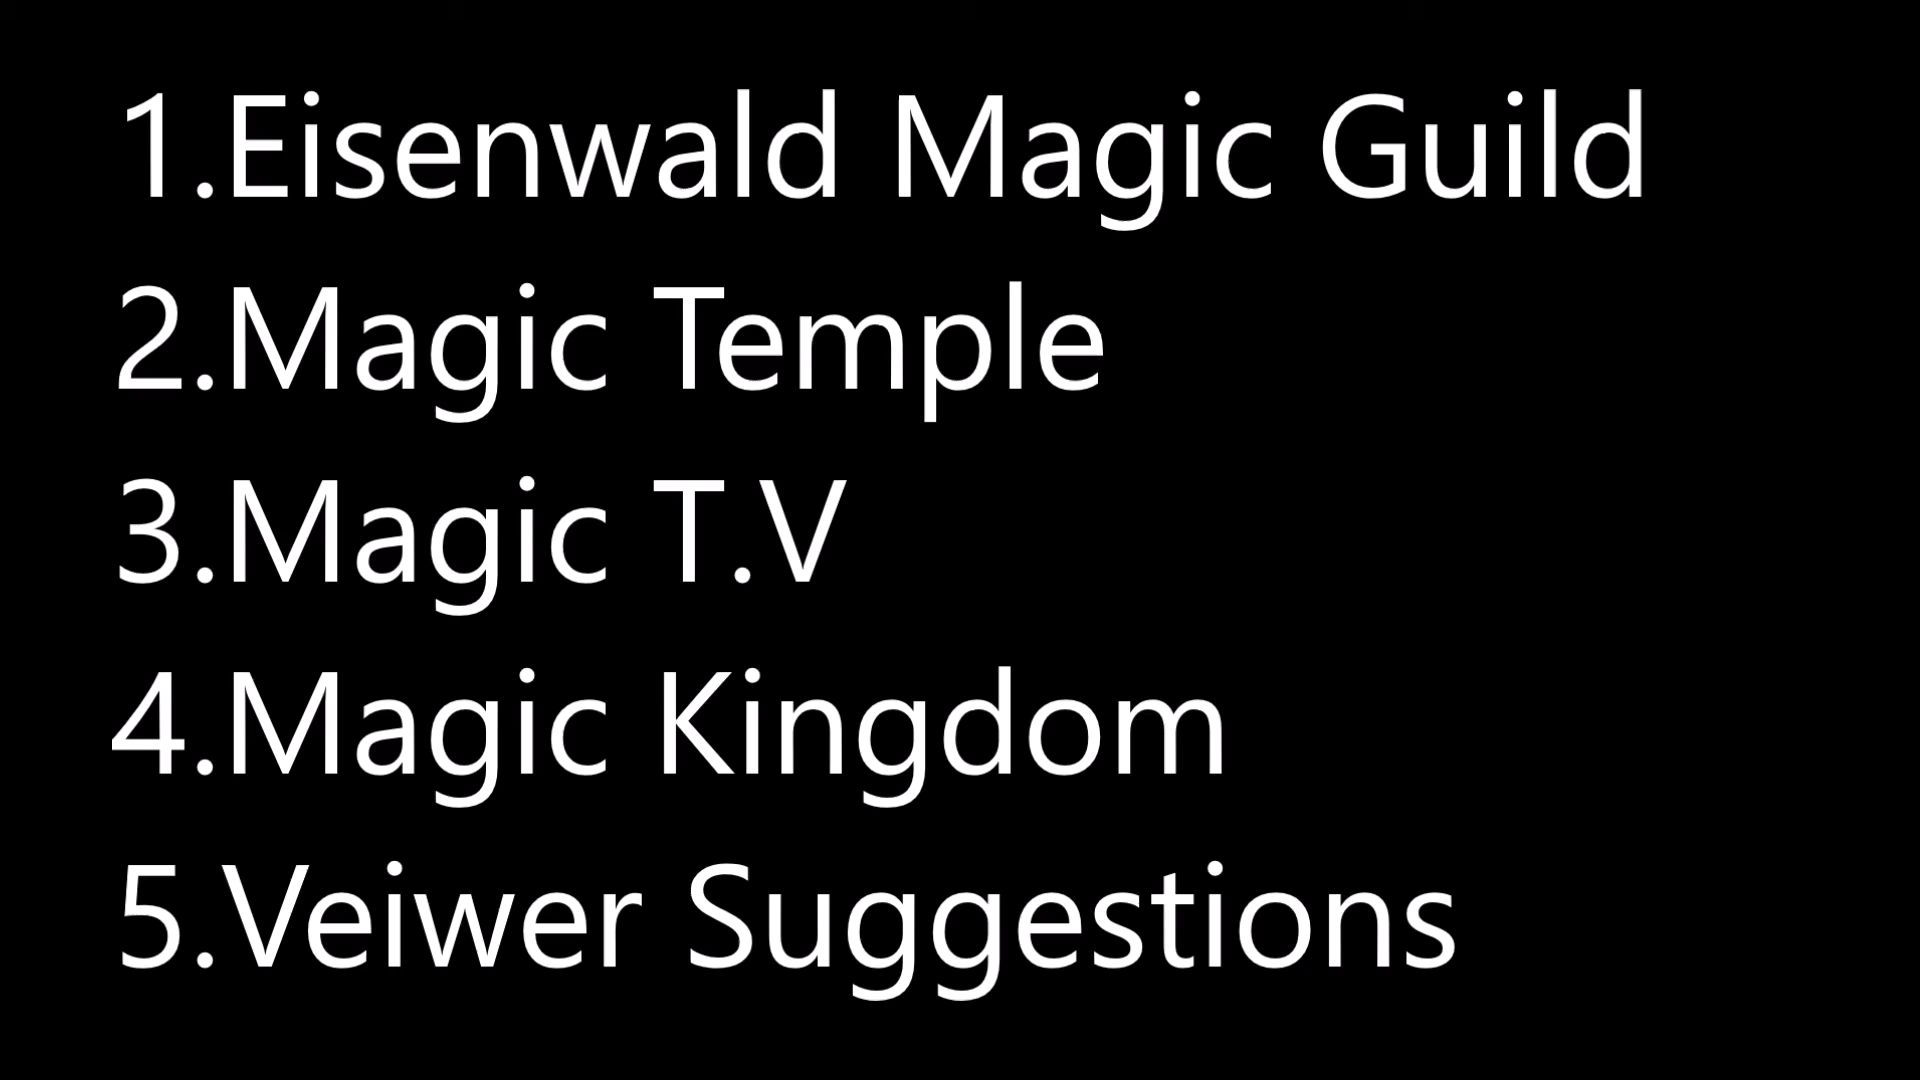 1.Eisenwald Magic Guild
2.Magic Temple
3.Magic T.V
4.Magic Kingdom
5.Veiwer Suggestions